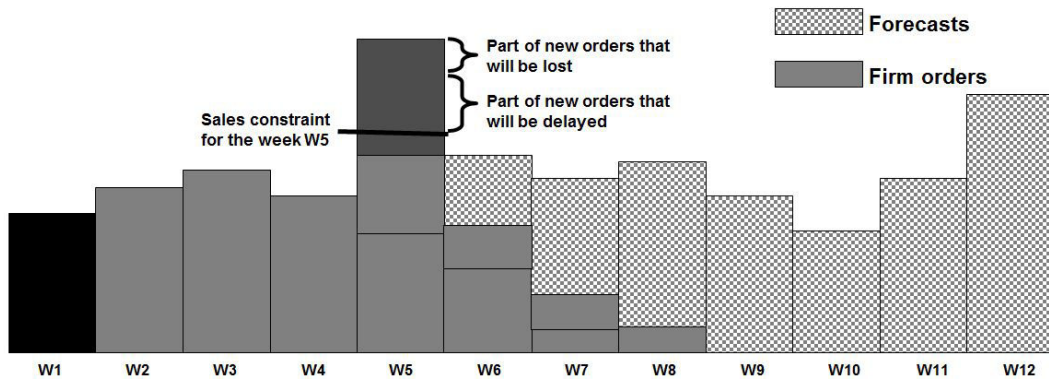 Forecasts
Part of new orders that
will be lost
Firm orders
Part of new orders that
will be delayed
Sales constraint
for the week W5
W1 W2 W3 W4 W5 W6 W7 W8 W9 W10 W11 W12